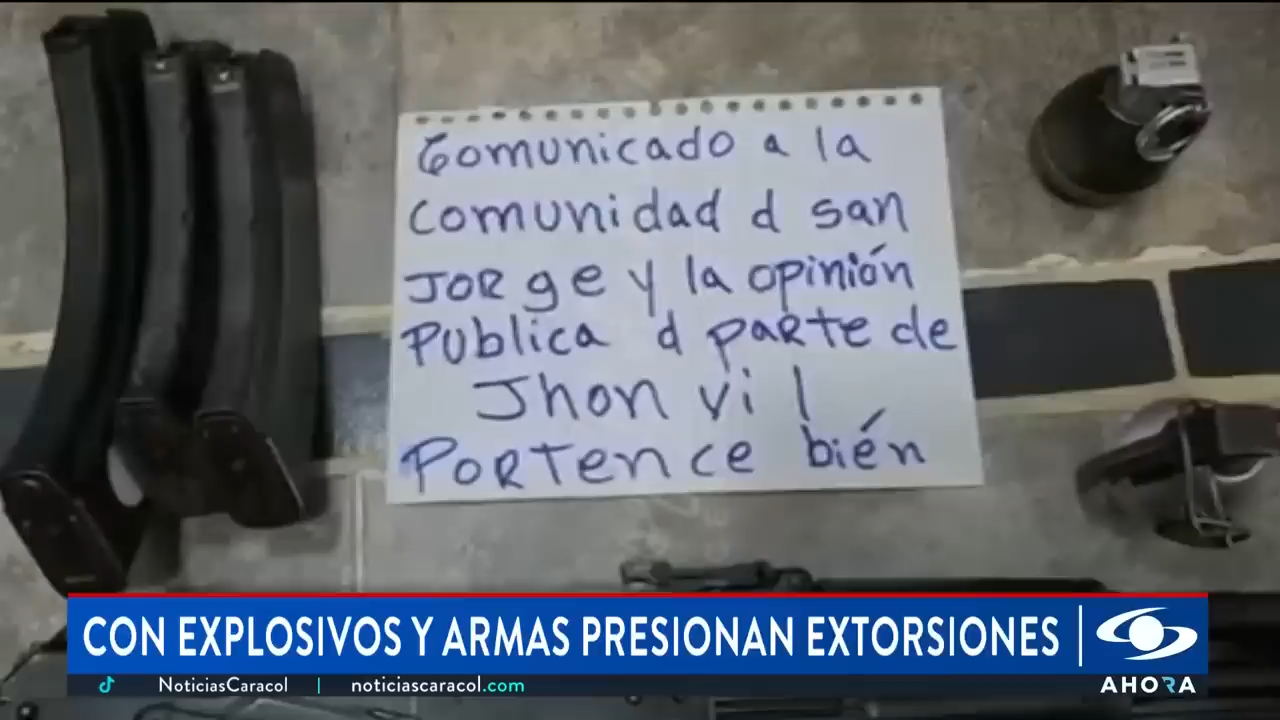 Comunicado a la
comunidad d san
JORge y la opinión
Publica d parte de
Jhon vi l
PORTence bién
CON EXPLOSIVOS Y ARMAS PRESIONAN EXTORSIONES
NoticiasCaracol | noticiascaracol.com
AHORA